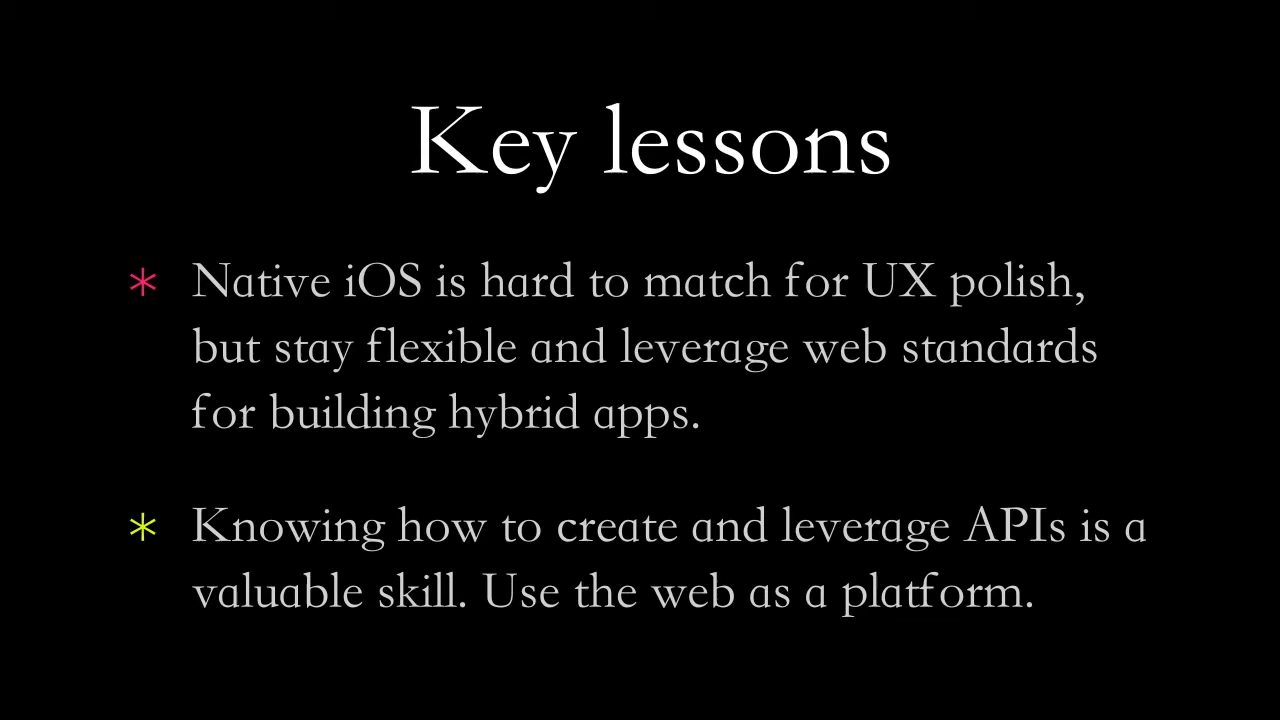 Key lessons
* Native iOS is hard to match for UX polish,
but stay flexible and leverage web standards
for building hybrid apps.
* Knowing how to create and leverage APIs is a
valuable skill. Use the web as a platform.